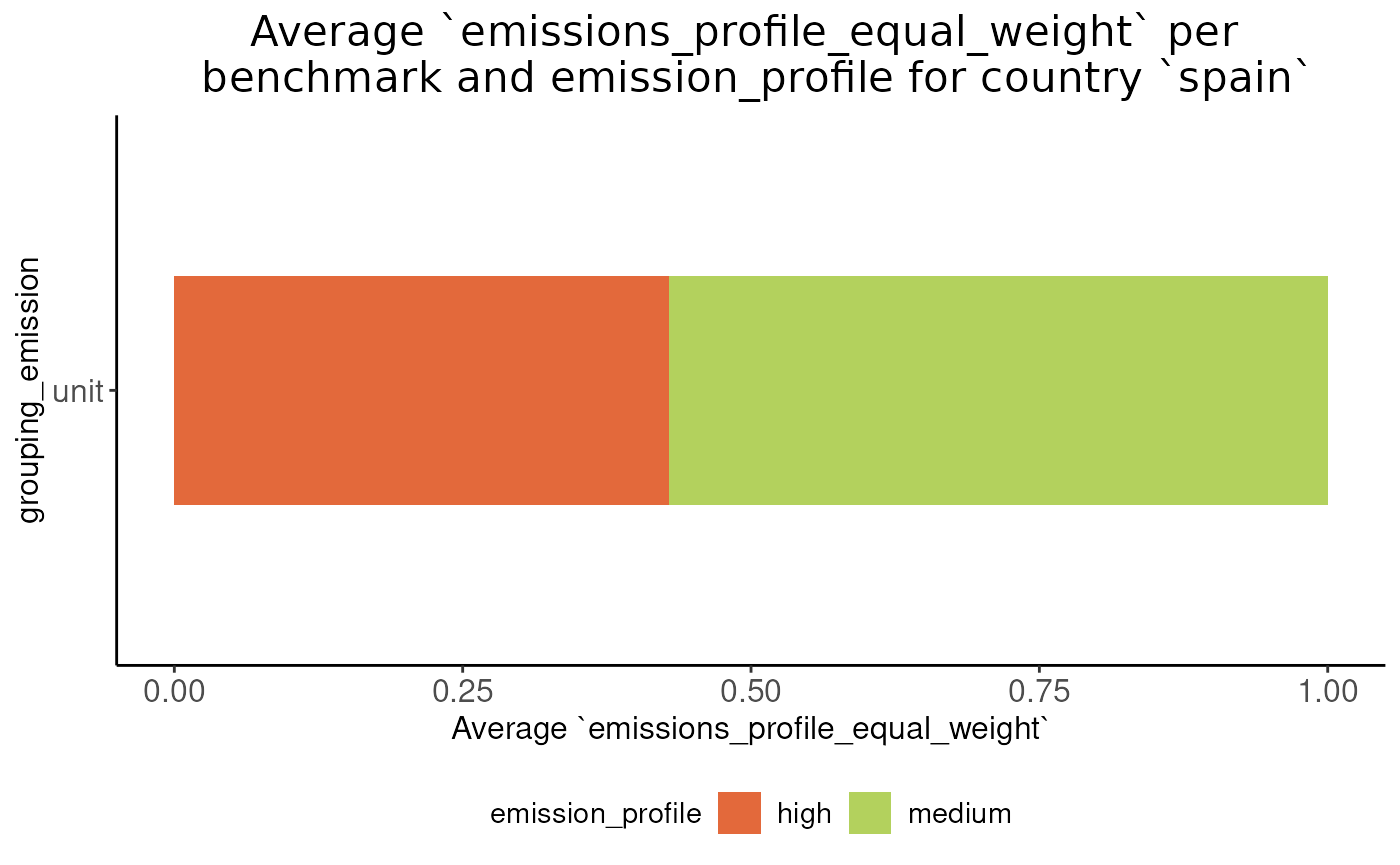 Average `emissions_profile_equal_weight` per
benchmark and emission_profile for country `spain`
grouping_emission
unit
0.00 0.25 0.50 0.75 1.00
Average `emissions_profile_equal_weight`
emission_profile high medium